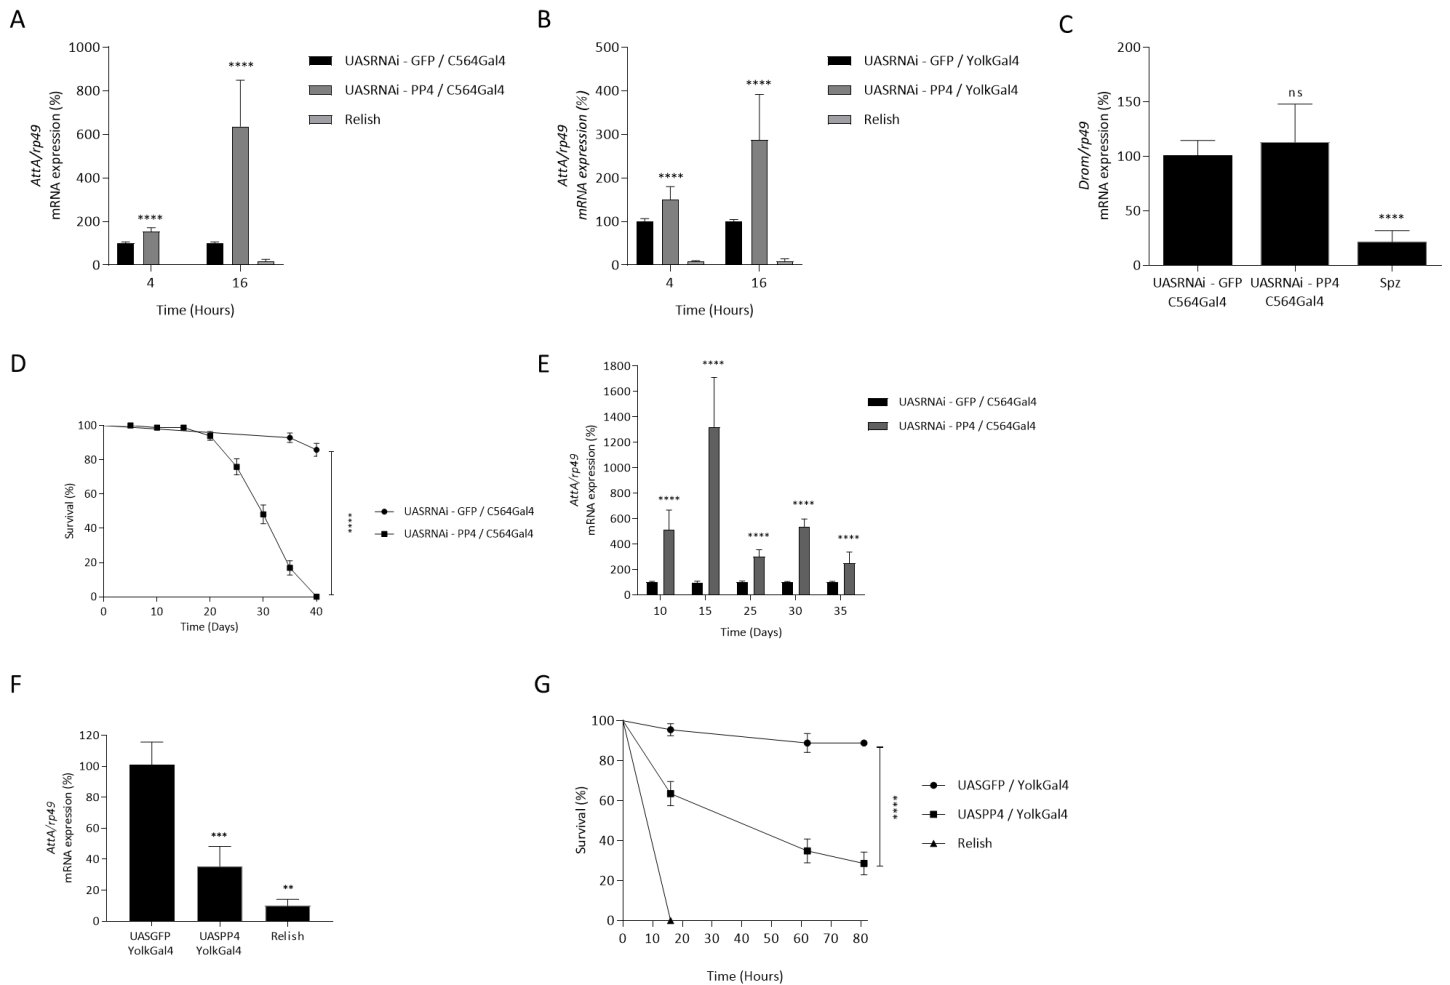 A
1000
800
600
400
200
0
AttA/rp49
mRNA expression (%)
****
****
4
16
Time (Hours)
UASRNAi - GFP / C564Gal4
UASRNAi - PP4 / C564Gal4
Relish
B
500
400
300
200
100
0
AttA/rp49
mRNA expression (%)
****
****
4
16
Time (Hours)
UASRNAi - GFP / YolkGal4
UASRNAi - PP4 / YolkGal4
Relish
C
200
150
100
50
0
Drom/rp49
mRNA expression (%)
ns
****
UASRNAi - GFP
C564Gal4
UASRNAi - PP4
C564Gal4
Spz
D
100
80
60
40
20
0
Survival (%)
0
10
20
30
40
Time (Days)
****
UASRNAi - GFP / C564Gal4
UASRNAi - PP4 / C564Gal4
E
1800
1600
1400
1200
1000
800
600
400
200
0
AttA/rp49
mRNA expression (%)
****
****
****
****
****
10
15
25
30
35
Time (Days)
UASRNAi - GFP / C564Gal4
UASRNAi - PP4 / C564Gal4
F
120
100
80
60
40
20
0
AttA/rp49
mRNA expression (%)
***
**
UASGFP
YolkGal4
UASPP4
YolkGal4
Relish
G
100
80
60
40
20
0
Survival (%)
0
10
20
30
40
50
60
70
80
Time (Hours)
****
UASGFP / YolkGal4
UASPP4 / YolkGal4
Relish